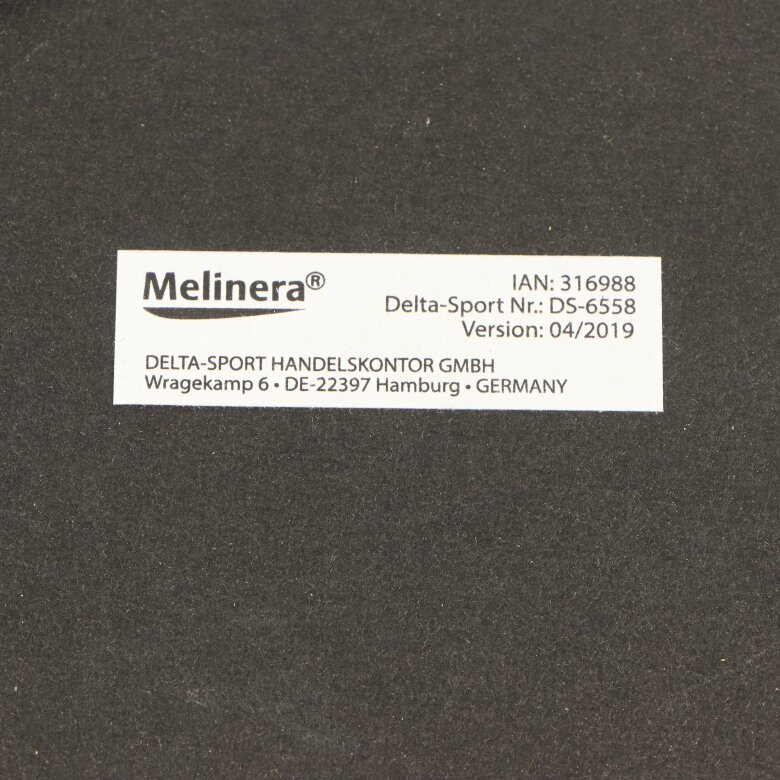 Melinera®
IAN: 316988
Delta-Sport Nr.: DS-6558
Version: 04/2019
DELTA-SPORT HANDELSKONTOR GMBH
Wragekamp 6 • DE-22397 Hamburg • GERMANY